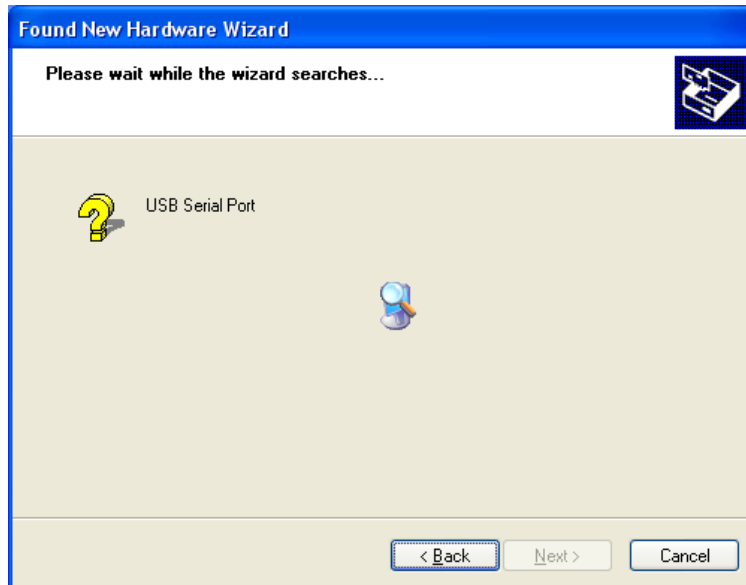 Found New Hardware Wizard
Please wait while the wizard searches...
USB Serial Port
< Back
Next >
Cancel